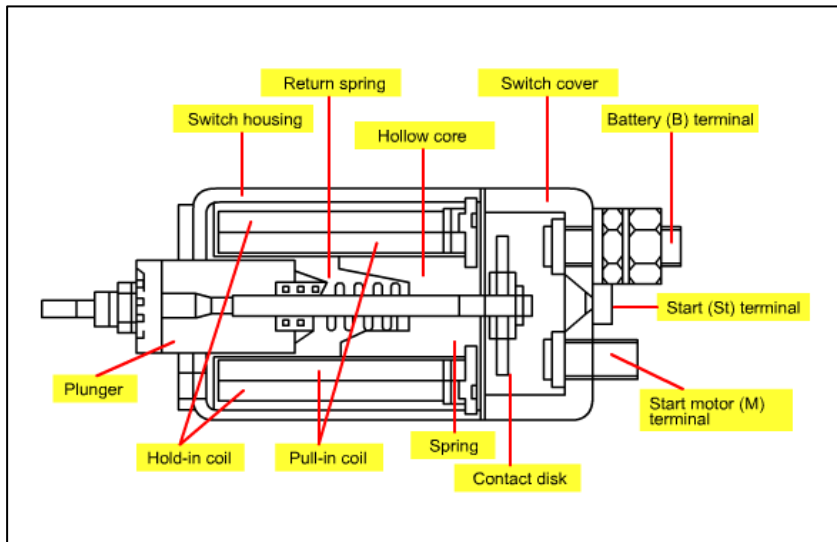 Return spring
Switch cover
Switch housing
Hollow core
Battery (B) terminal
Start (St) terminal
Plunger
Start motor (M)
terminal
Hold-in coil
Pull-in coil
Spring
Contact disk